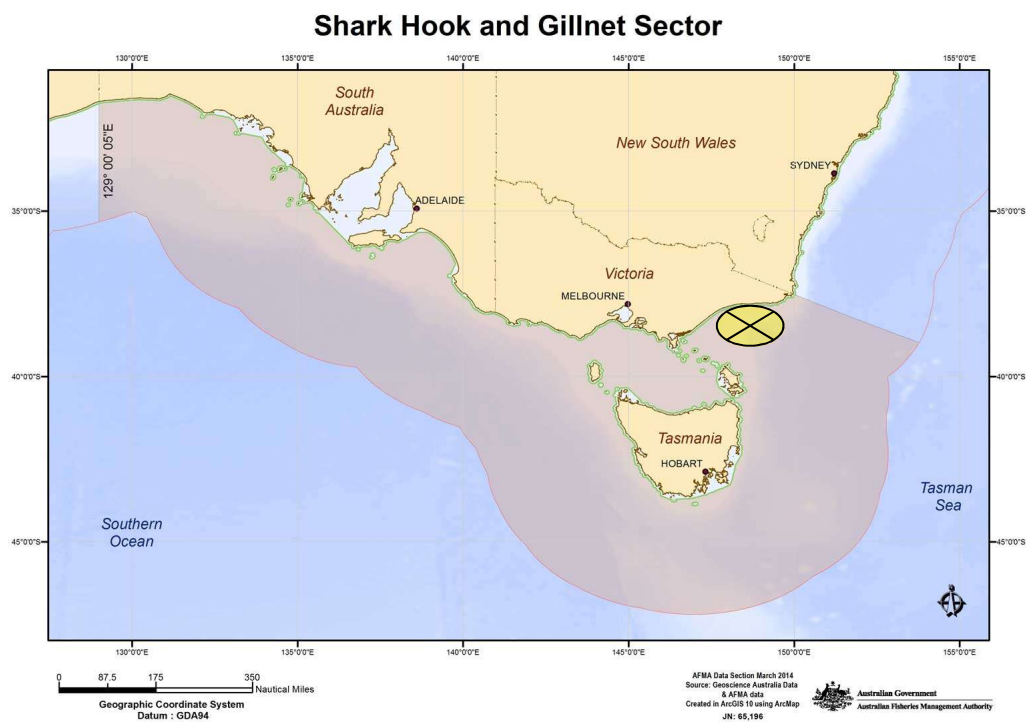 Shark Hook and Gillnet Sector
130°0'0"E
135°0'0"E
140°0'0"E
145°0'0"E
150°0'0"E
155°0'0"E
South
Australia
129° 00' 05"E
New South Wales
SYDNEY
ADELAIDE
35°0'0"S
35°0'0"S
Victoria
MELBOURNE
40°0'0"S
40°0'0"S
Tasmania
HOBART
Tasman
Sea
Southern
Ocean
45°0'0"S
45°0'0"S
130°0'0"E
135°0'0"E
140°0'0"E
145°0'0"E
150°0'0"E
155°0'0"E
0 87.5 175 350
Nautical Miles
Geographic Coordinate System
Datum : GDA94
AFMA Data Section March 2014
Source: Geoscience Australia Data
& AFMA data
Created in ArcGIS 10 using ArcMap
JN: 65,196
Australian Government
Australian Fisheries Management Authority